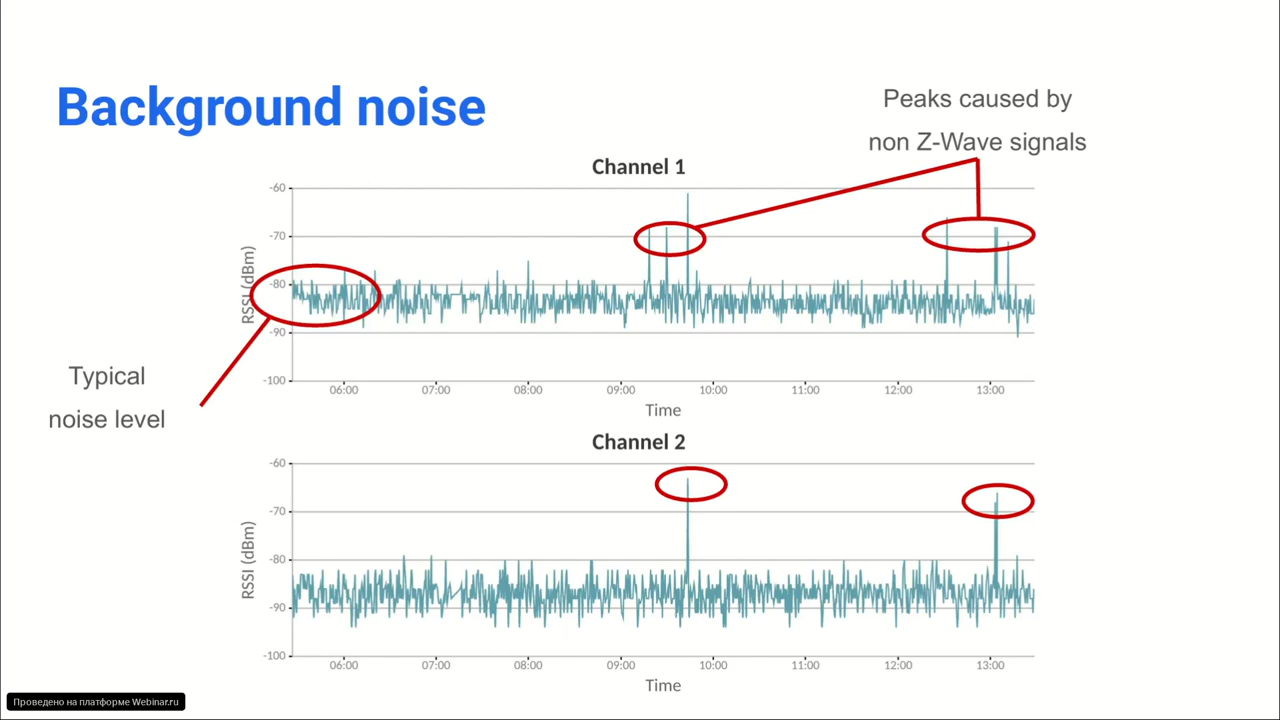 Background noise
Peaks caused by
non Z-Wave signals
Channel 1
-60
-70
-80
-90
-100
RSSI (dBm)
06:00 07:00 08:00 09:00 10:00 11:00 12:00 13:00
Time
Typical
noise level
Channel 2
-60
-70
-80
-90
-100
RSSI (dBm)
06:00 07:00 08:00 09:00 10:00 11:00 12:00 13:00
Time
Проведено на платформе Webinar.ru